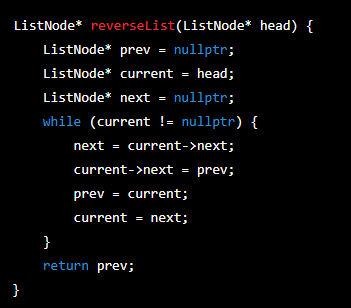 ListNode* reverseList(ListNode* head) {
    ListNode* prev = nullptr;
    ListNode* current = head;
    ListNode* next = nullptr;
    while (current != nullptr) {
        next = current->next;
        current->next = prev;
        prev = current;
        current = next;
    }
    return prev;
}